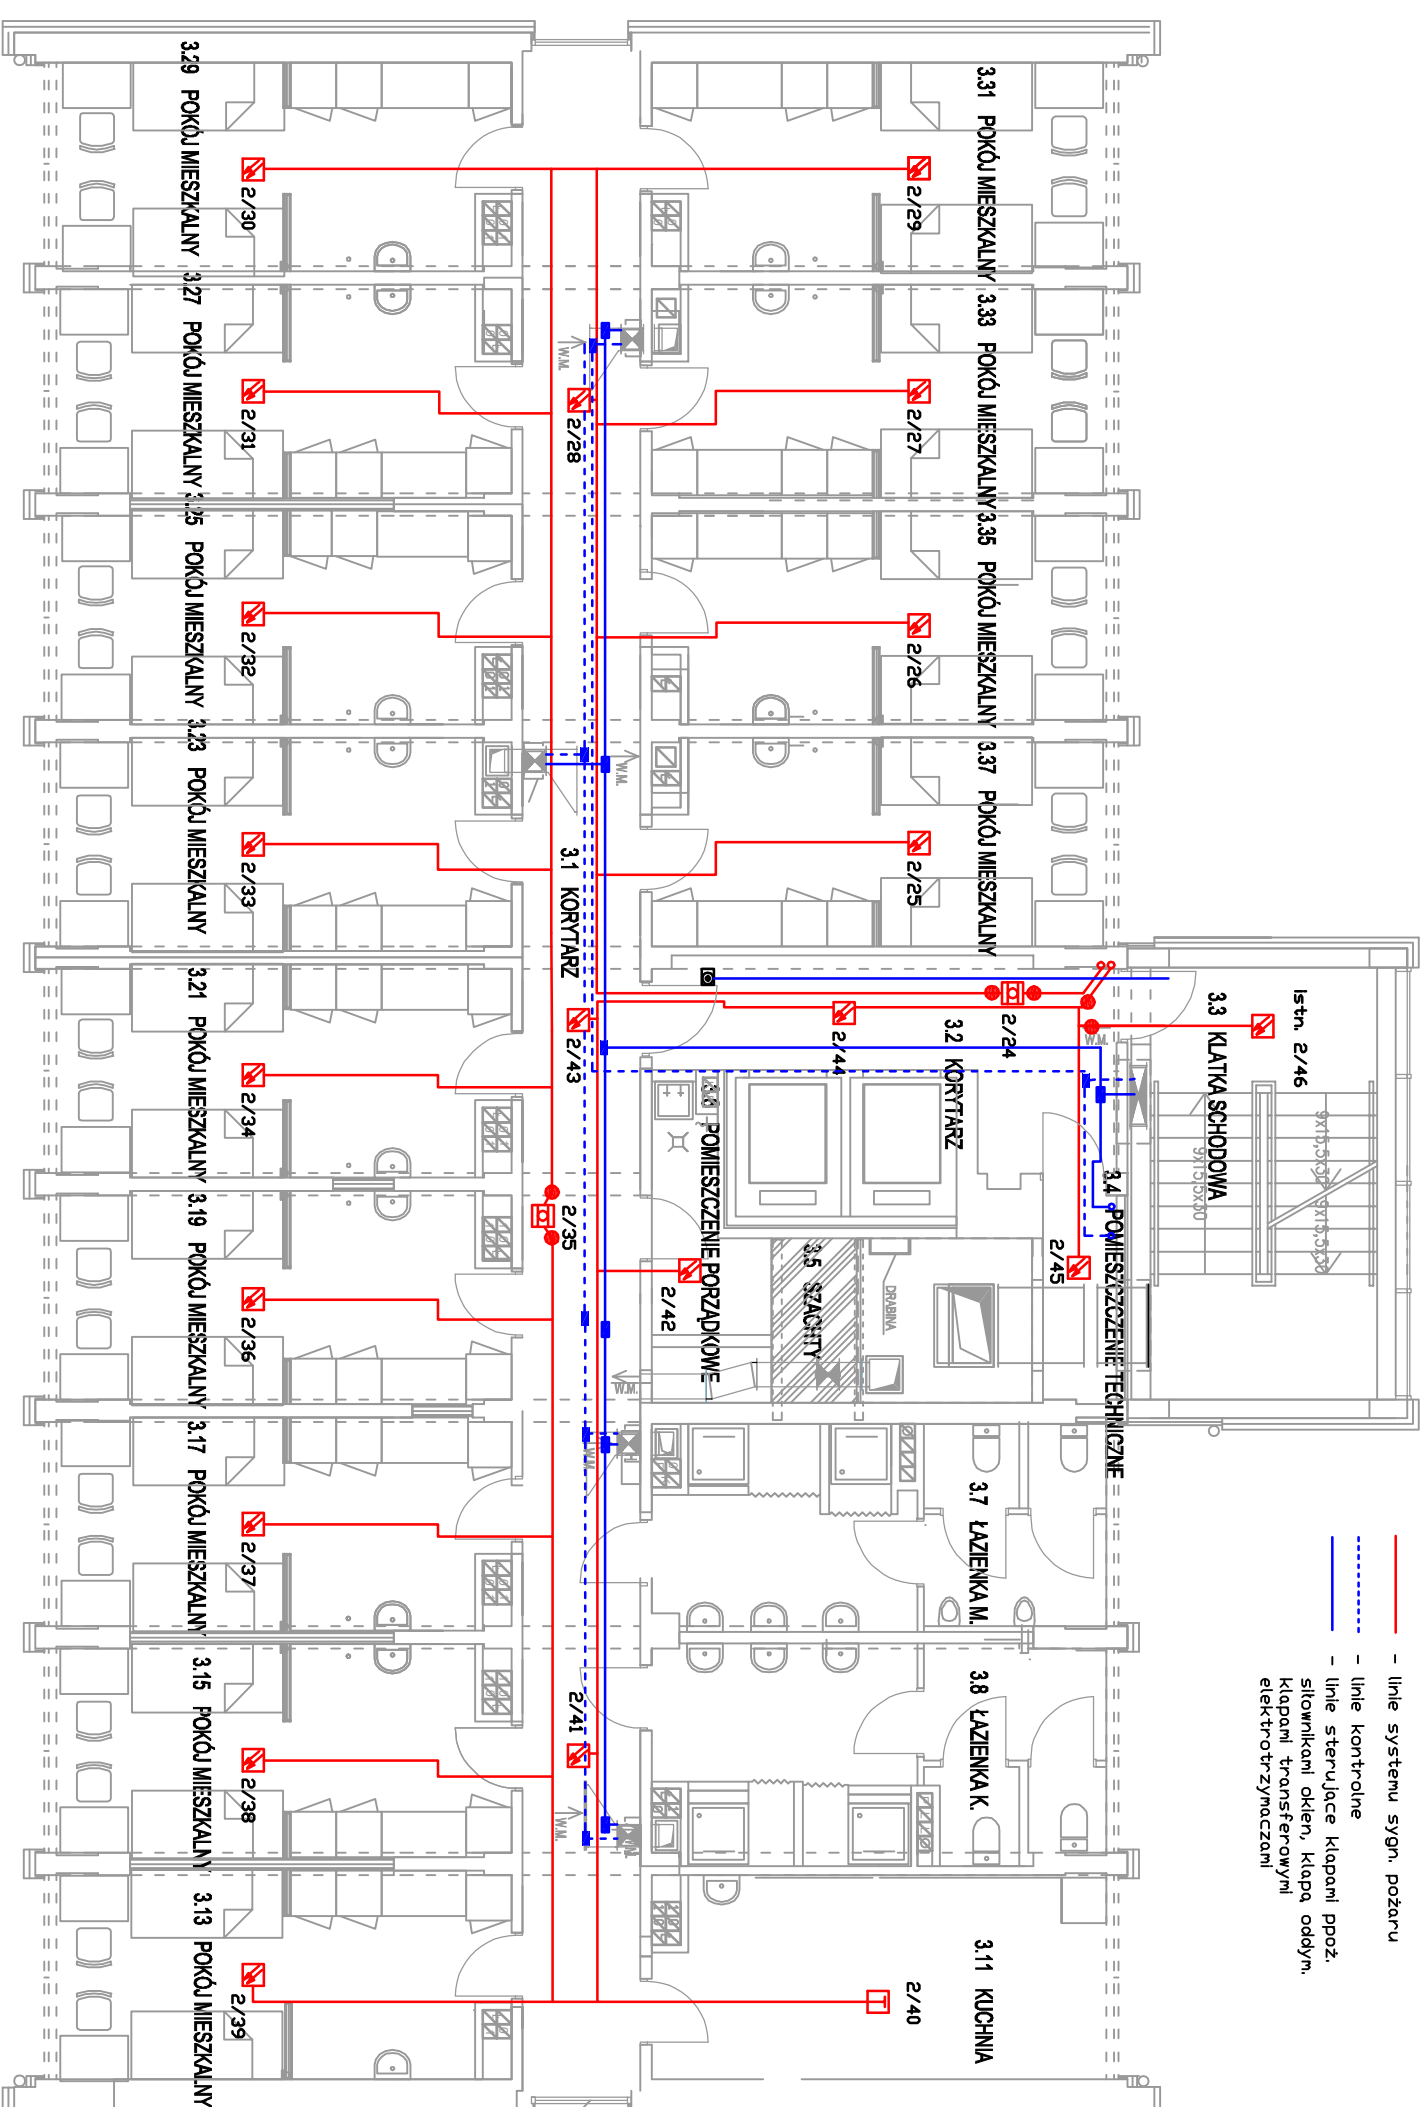 – linie systemu sygn. pożaru
– linie kontrolne
– linie sterujące klapami ppoż.
siłownikami okien, klapą oddym.
klapami transferowymi
elektrotrzymaczami
Istn. 2/46
9x15,5x30
9x15,5x30
9x15,5x30
3.3 KLATKA SCHODOWA
3.4 POMIESZCZCZENIE TECHNICZNE
W.M.
2/45
2/24
3.31 POKÓJ MIESZKALNY
3.33 POKÓJ MIESZKALNY
3.35 POKÓJ MIESZKALNY
3.37 POKÓJ MIESZKALNY
3.2 KORYTARZ
3.7 ŁAZIENKA M.
3.8 ŁAZIENKA K.
3.11 KUCHNIA
2/29
2/27
2/26
2/25
2/40
DRABINA
2/44
3.5 SZACHTY
POMIESZCZENIE PORZĄDKOWE
2/42
W.M.
W.M.
W.M.
W.M.
W.M.
2/28
2/43
2/41
3.1 KORYTARZ
2/35
2/30
2/31
2/32
2/33
2/34
2/36
2/37
2/38
2/39
3.29 POKÓJ MIESZKALNY
3.27 POKÓJ MIESZKALNY
3.25 POKÓJ MIESZKALNY
3.23 POKÓJ MIESZKALNY
3.21 POKÓJ MIESZKALNY
3.19 POKÓJ MIESZKALNY
3.17 POKÓJ MIESZKALNY
3.15 POKÓJ MIESZKALNY
3.13 POKÓJ MIESZKALNY